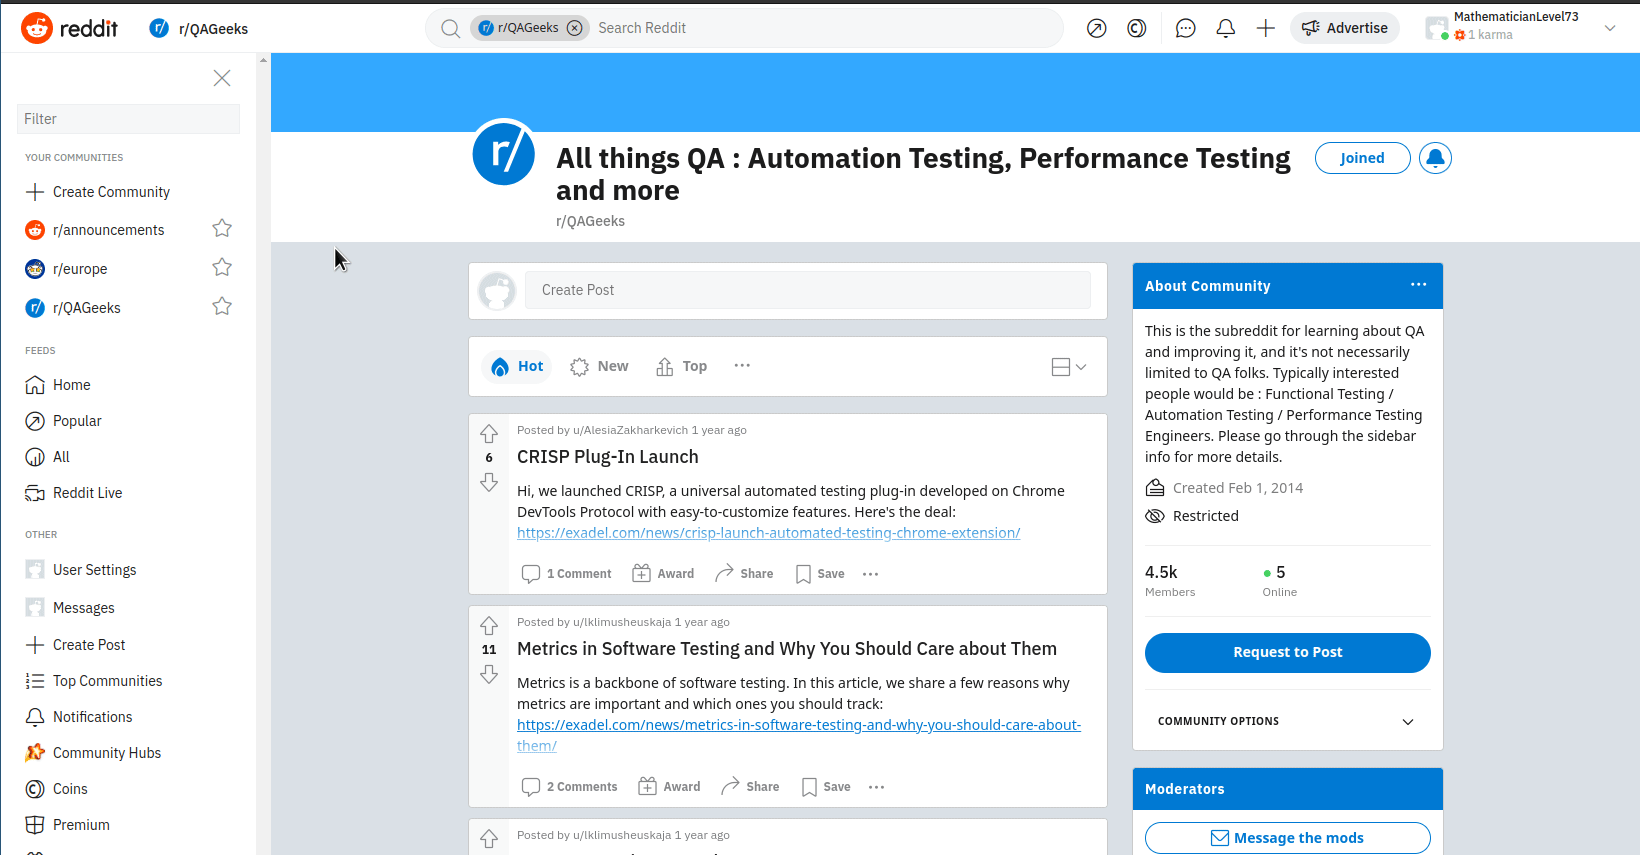 reddit
r/QAGeeks
r/QAGeeks
Search Reddit
Advertise
MathematicianLevel73
1 karma
Filter
YOUR COMMUNITIES
Create Community
r/announcements
r/europe
r/QAGeeks
FEEDS
Home
Popular
All
Reddit Live
OTHER
User Settings
Messages
Create Post
Top Communities
Notifications
Community Hubs
Coins
Premium
r/
All things QA : Automation Testing, Performance Testing
and more
r/QAGeeks
Joined
Create Post
Hot
New
Top
Posted by u/AlesiaZakharkevich 1 year ago
6
CRISP Plug-In Launch
Hi, we launched CRISP, a universal automated testing plug-in developed on Chrome
DevTools Protocol with easy-to-customize features. Here's the deal:
https://exadel.com/news/crisp-launch-automated-testing-chrome-extension/
1 Comment
Award
Share
Save
Posted by u/lklimusheuskaja 1 year ago
11
Metrics in Software Testing and Why You Should Care about Them
Metrics is a backbone of software testing. In this article, we share a few reasons why
metrics are important and which ones you should track:
https://exadel.com/news/metrics-in-software-testing-and-why-you-should-care-about-
them/
2 Comments
Award
Share
Save
Posted by u/lklimusheuskaja 1 year ago
About Community
This is the subreddit for learning about QA
and improving it, and it's not necessarily
limited to QA folks. Typically interested
people would be : Functional Testing /
Automation Testing / Performance Testing
Engineers. Please go through the sidebar
info for more details.
Created Feb 1, 2014
Restricted
4.5k
Members
5
Online
Request to Post
COMMUNITY OPTIONS
Moderators
Message the mods